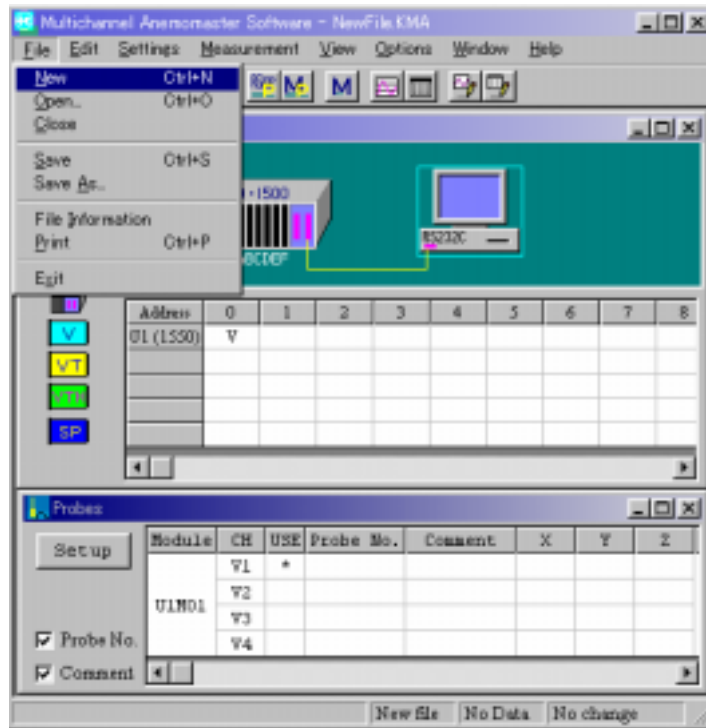 Multichannel Anemomaster Software - NewFile.KMA
File Edit Settings Measurement View Options Window Help
New Ctrl+N
Open.. Ctrl+O
Close
Save Ctrl+S
Save As..
File Information
Print Ctrl+P
Exit
M
1500
RS232C
BCDEF
Address 0 1 2 3 4 5 6 7 8
U1 (1550) V
V
VT
VTH
SP
Probes
Setup
Module CH USE Probe No. Comment X Y Z
U1M01
V1 *
V2
V3
V4
Probe No.
Comment
New file No Data No change